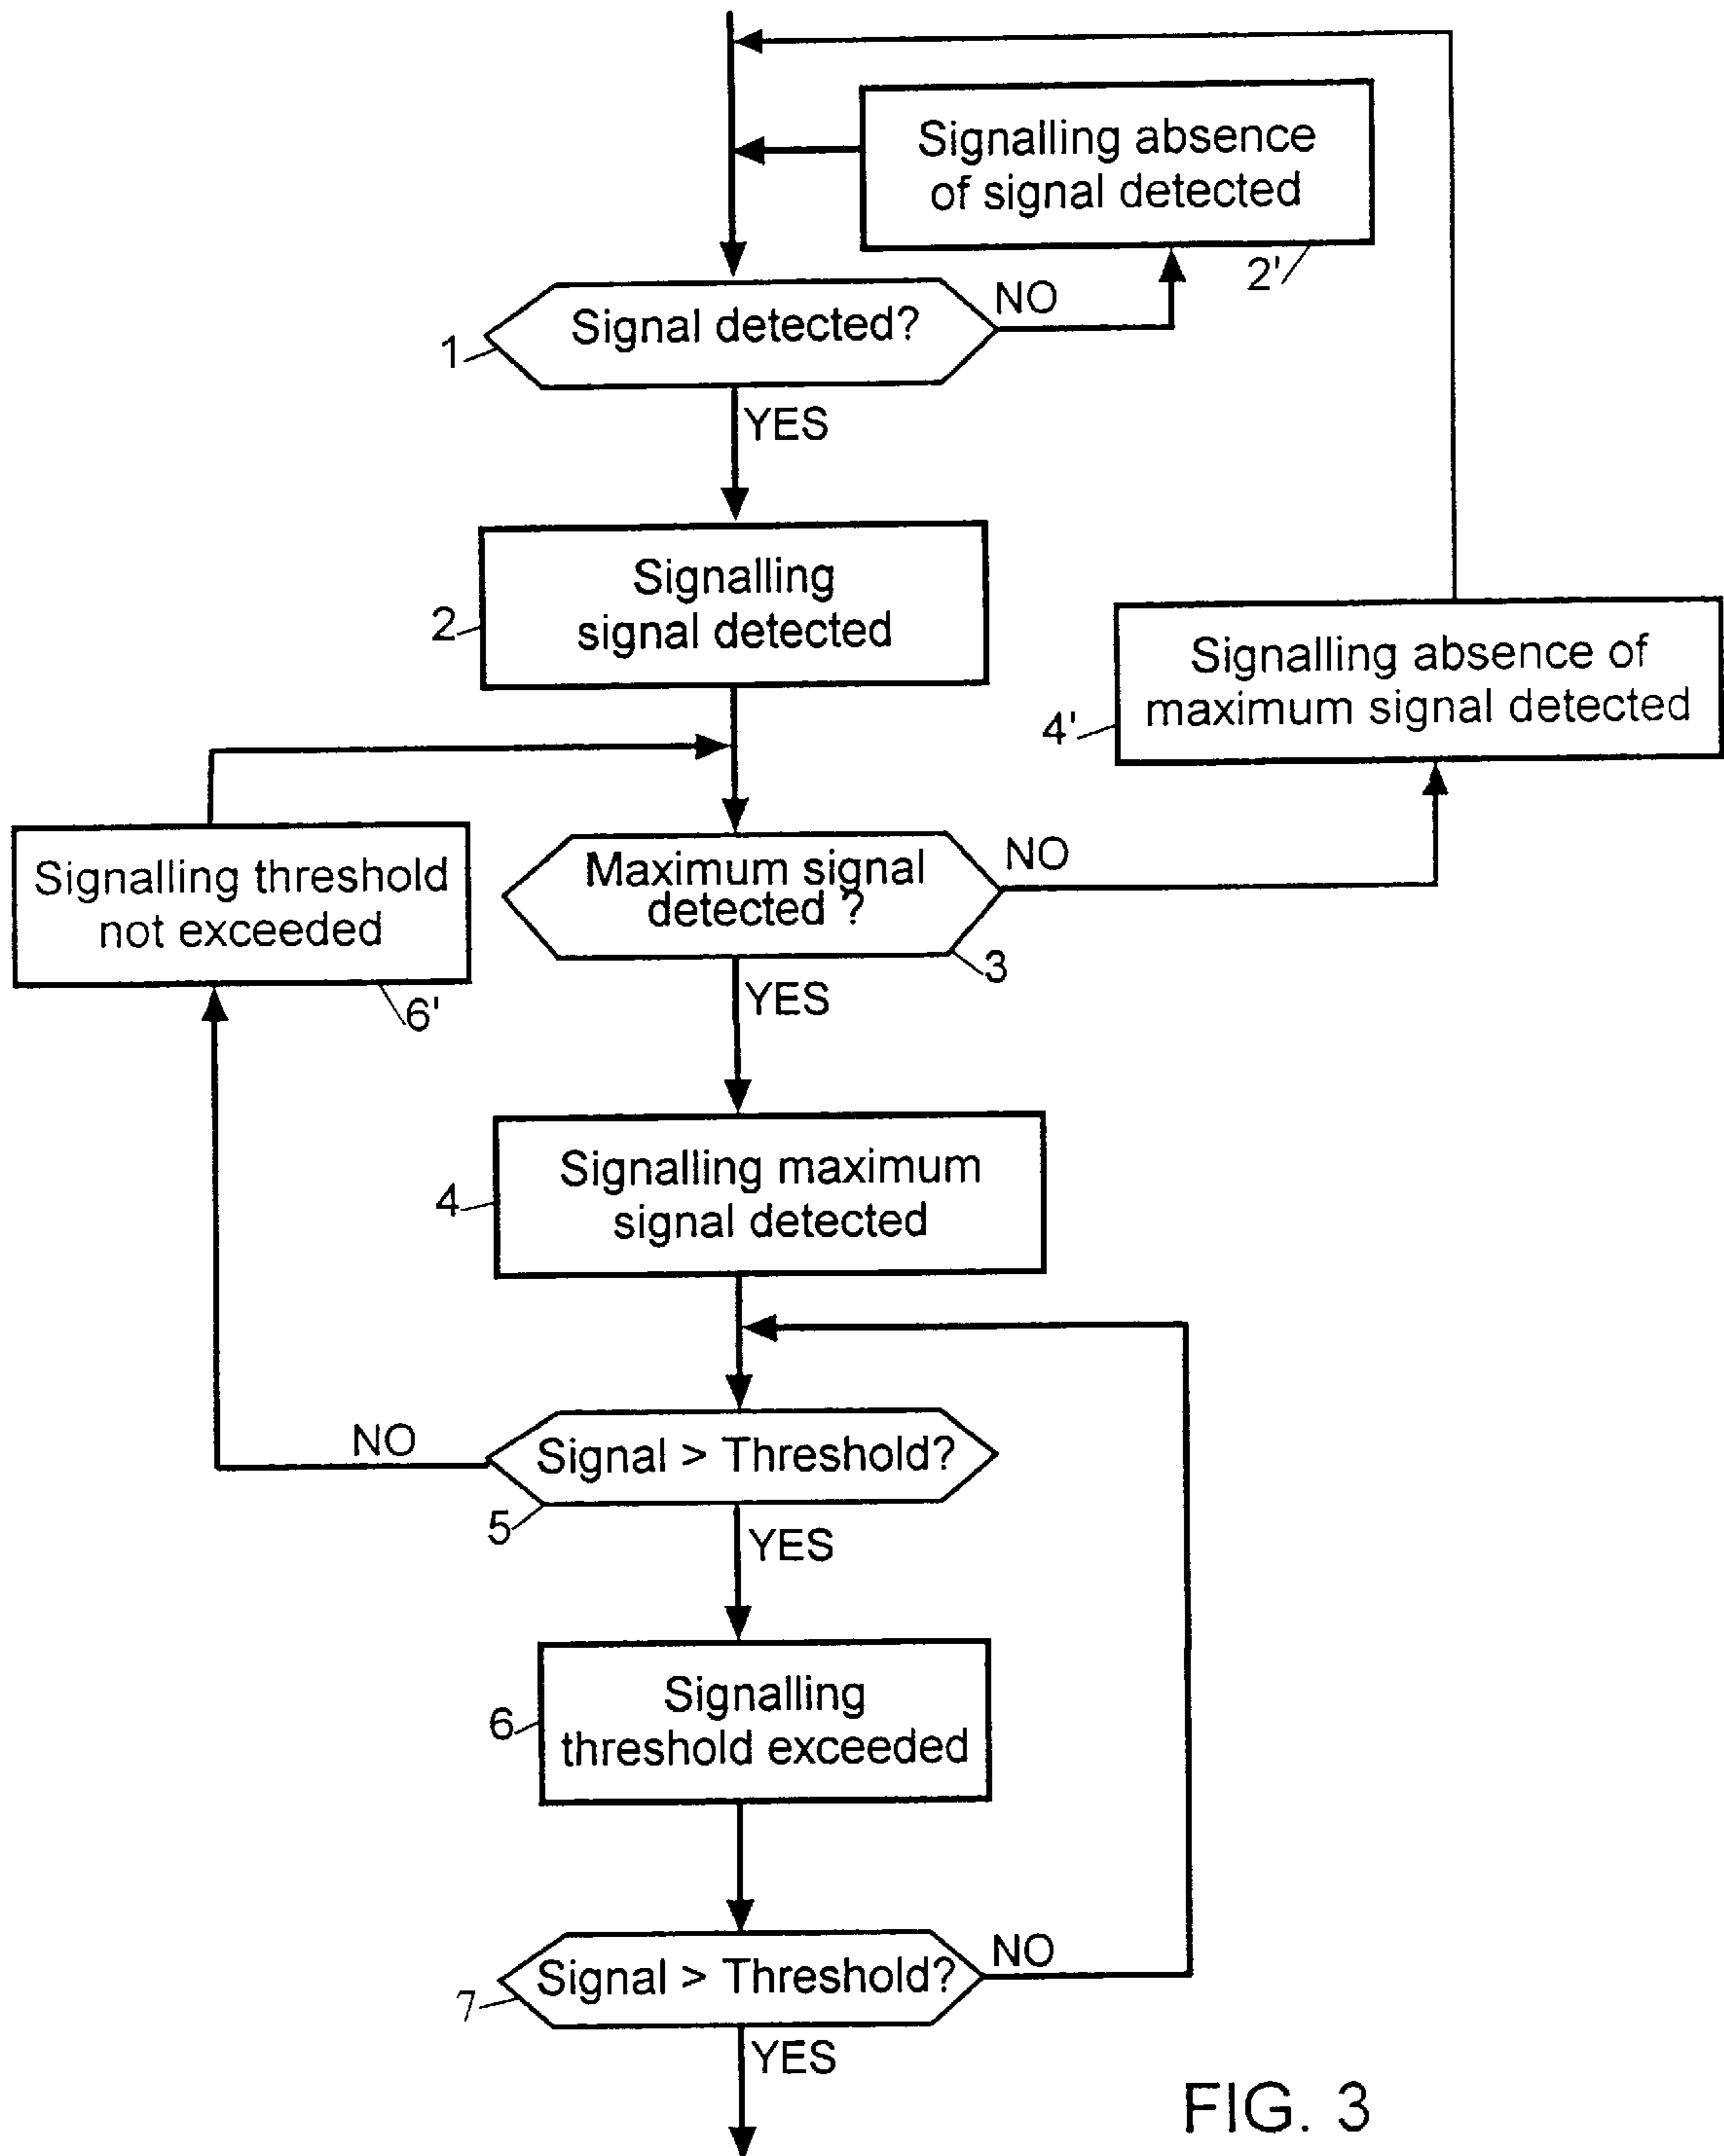 Signalling absence
of signal detected
2'
NO
Signal detected?
1
YES
Signalling
signal detected
2
Signalling absence of
maximum signal detected
4'
NO
Maximum signal
detected ?
3
Signalling threshold
not exceeded
6'
YES
Signalling maximum
signal detected
4
NO
Signal > Threshold?
5
YES
Signalling
threshold exceeded
6
NO
Signal > Threshold?
7
YES
FIG. 3